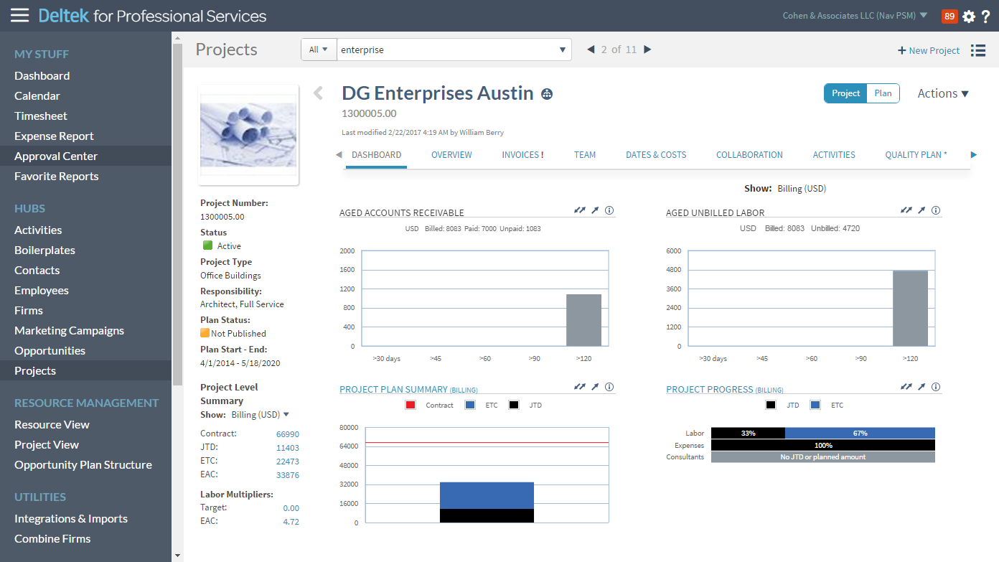 Deltek for Professional Services
Cohen & Associates LLC (Nav PSM)
89
?
MY STUFF
Dashboard
Calendar
Timesheet
Expense Report
Approval Center
Favorite Reports
HUBS
Activities
Boilerplates
Contacts
Employees
Firms
Marketing Campaigns
Opportunities
Projects
RESOURCE MANAGEMENT
Resource View
Project View
Opportunity Plan Structure
UTILITIES
Integrations & Imports
Combine Firms
Projects
All
enterprise
2 of 11
+ New Project
DG Enterprises Austin
1300005.00
Last modified 2/22/2017 4:19 AM by William Berry
Project Plan
Actions
DASHBOARD OVERVIEW INVOICES ! TEAM DATES & COSTS COLLABORATION ACTIVITIES QUALITY PLAN *
Project Number:
1300005.00
Status
Active
Project Type
Office Buildings
Responsibility:
Architect, Full Service
Plan Status:
Not Published
Plan Start - End:
4/1/2014 - 5/18/2020
Project Level
Summary
Show: Billing (USD)
Contract: 66990
JTD: 11403
ETC: 22473
EAC: 33876
Labor Multipliers:
Target: 0.00
EAC: 4.72
Show: Billing (USD)
AGED ACCOUNTS RECEIVABLE
USD Billed: 8083 Paid: 7000 Unpaid: 1083
2000
1600
1200
800
400
0
>30 days >45 >60 >90 >120
AGED UNBILLED LABOR
USD Billed: 8083 Unbilled: 4720
6000
4800
3600
2400
1200
0
>30 days >45 >60 >90 >120
PROJECT PLAN SUMMARY (BILLING)
Contract ETC JTD
80000
64000
48000
32000
16000
0
PROJECT PROGRESS (BILLING)
JTD ETC
Labor 33% 67%
Expenses 100%
Consultants No JTD or planned amount